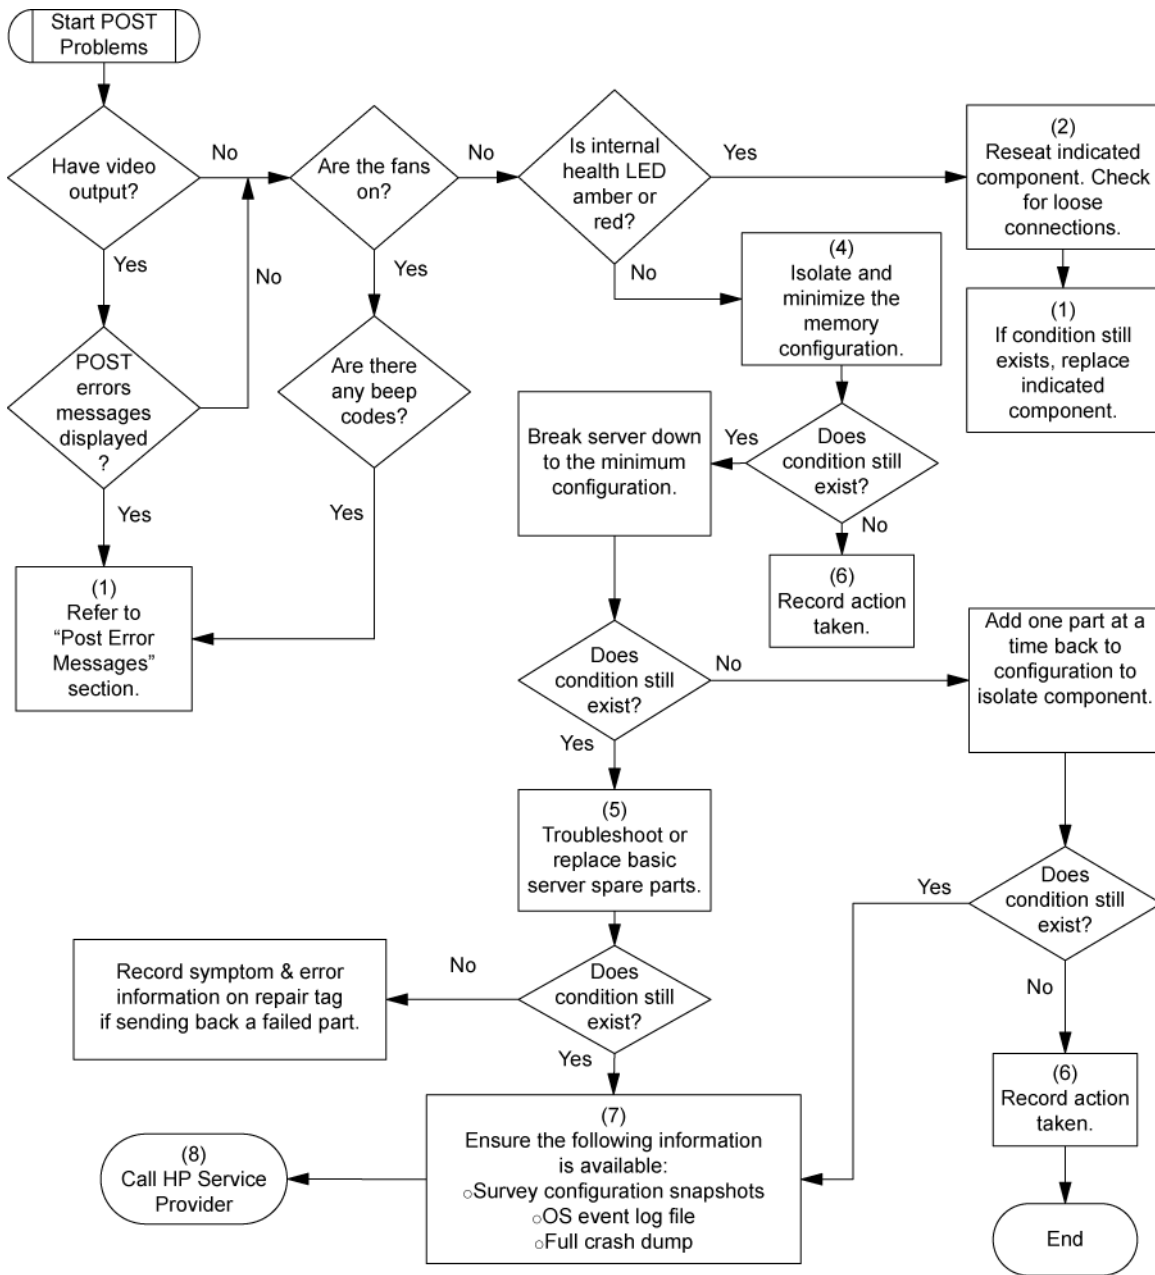 Start POST
Problems
Have video
output?
No
Are the fans
on?
No
Is internal
health LED
amber or
red?
Yes
(2)
Reseat indicated
component. Check
for loose
connections.
Yes
No
Yes
No
(4)
Isolate and
minimize the
memory
configuration.
(1)
If condition still
exists, replace
indicated
component.
POST
errors
messages
displayed
?
Are there
any beep
codes?
Break server down
to the minimum
configuration.
Yes
Does
condition still
exist?
Yes
Yes
No
(1)
Refer to
“Post Error
Messages”
section.
(6)
Record action
taken.
Does
condition still
exist?
No
Add one part at a
time back to
configuration to
isolate component.
Yes
(5)
Troubleshoot or
replace basic
server spare parts.
Yes
Does
condition still
exist?
Record symptom & error
information on repair tag
if sending back a failed part.
No
Does
condition still
exist?
No
Yes
(6)
Record action
taken.
(7)
Ensure the following information
is available:
○Survey configuration snapshots
○OS event log file
○Full crash dump
(8)
Call HP Service
Provider
End